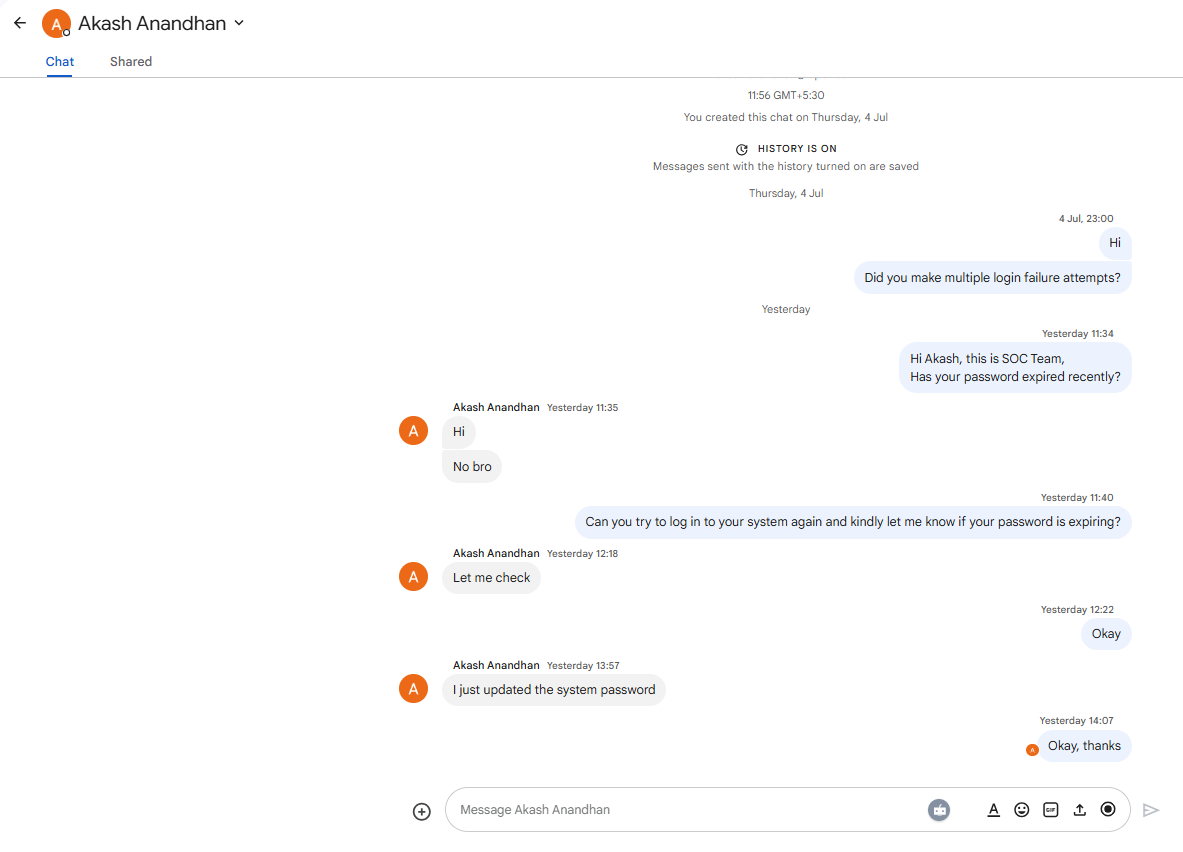 A Akash Anandhan
Chat Shared
11:56 GMT+5:30
You created this chat on Thursday, 4 Jul
HISTORY IS ON
Messages sent with the history turned on are saved
Thursday, 4 Jul
4 Jul, 23:00
Hi
Did you make multiple login failure attempts?
Yesterday
Yesterday 11:34
Hi Akash, this is SOC Team,
Has your password expired recently?
Akash Anandhan Yesterday 11:35
A Hi
No bro
Yesterday 11:40
Can you try to log in to your system again and kindly let me know if your password is expiring?
Akash Anandhan Yesterday 12:18
A Let me check
Yesterday 12:22
Okay
Akash Anandhan Yesterday 13:57
A I just updated the system password
Yesterday 14:07
A Okay, thanks
Message Akash Anandhan A GIF